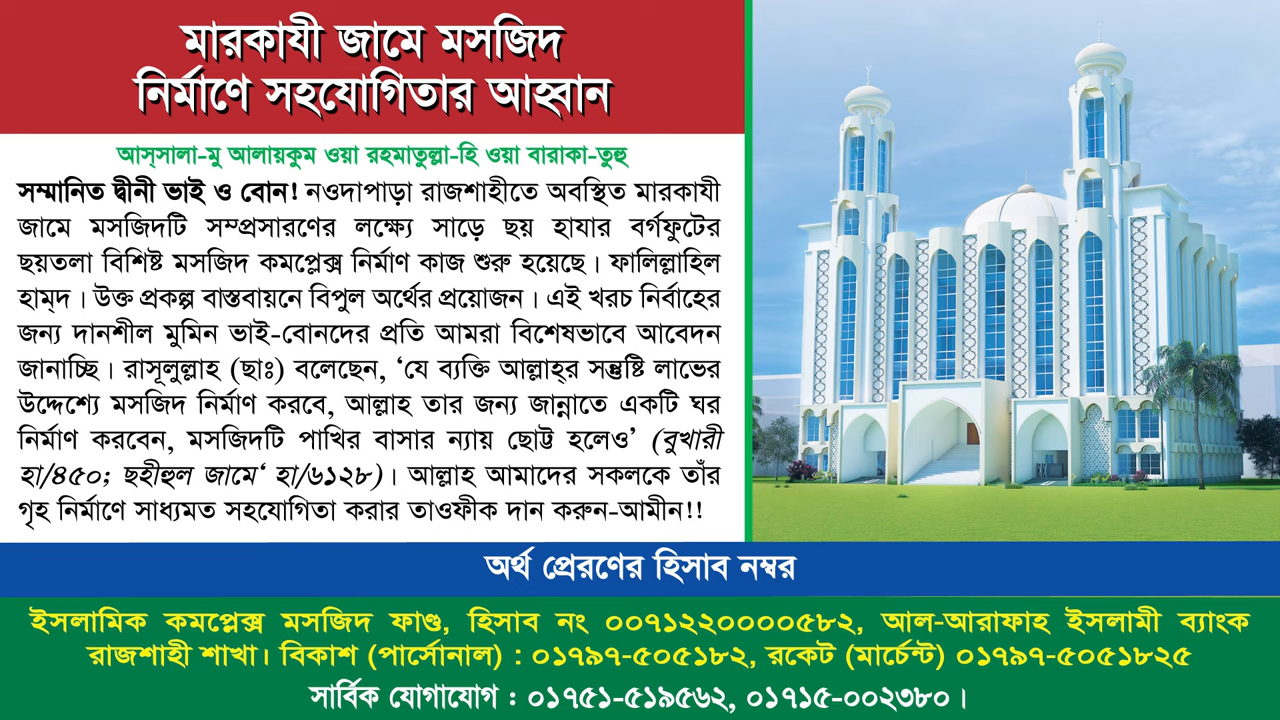 মারকাযী জামে মসজিদ
নির্মাণে সহযোগিতার আহ্বান
আস্সালা-মু আলায়কুম ওয়া রহমাতুল্লা-হি ওয়া বারাকা-তুহু
সম্মানিত দ্বীনী ভাই ও বোন! নওদাপাড়া রাজশাহীতে অবস্থিত মারকাযী
জামে মসজিদটি সম্প্রসারণের লক্ষ্যে সাড়ে ছয় হাযার বর্গফুটের
ছয়তলা বিশিষ্ট মসজিদ কমপ্লেক্স নির্মাণ কাজ শুরু হয়েছে। ফালিল্লাহিল
হাম্দ। উক্ত প্রকল্প বাস্তবায়নে বিপুল অর্থের প্রয়োজন। এই খরচ নির্বাহের
জন্য দানশীল মুমিন ভাই-বোনদের প্রতি আমরা বিশেষভাবে আবেদন
জানাচ্ছি। রাসূলুল্লাহ (ছাঃ) বলেছেন, ‘যে ব্যক্তি আল্লাহ্র সন্তুষ্টি লাভের
উদ্দেশ্যে মসজিদ নির্মাণ করবে, আল্লাহ তার জন্য জান্নাতে একটি ঘর
নির্মাণ করবেন, মসজিদটি পাখির বাসার ন্যায় ছোট্ট হলেও’ (বুখারী
হা/৪৫০; ছহীহুল জামে‘ হা/৬১২৮)। আল্লাহ আমাদের সকলকে তাঁর
গৃহ নির্মাণে সাধ্যমত সহযোগিতা করার তাওফীক দান করুন-আমীন!!
অর্থ প্রেরণের হিসাব নম্বর
ইসলামিক কমপ্লেক্স মসজিদ ফাণ্ড, হিসাব নং ০০৭১২২০০০০৫৮২, আল-আরাফাহ ইসলামী ব্যাংক
রাজশাহী শাখা। বিকাশ (পার্সোনাল) : ০১৭৯৭-৫০৫১৮২, রকেট (মার্চেন্ট) ০১৭৯৭-৫০৫১৮২৫
সার্বিক যোগাযোগ : ০১৭৫১-৫১৯৫৬২, ০১৭১৫-০০২৩৮০।